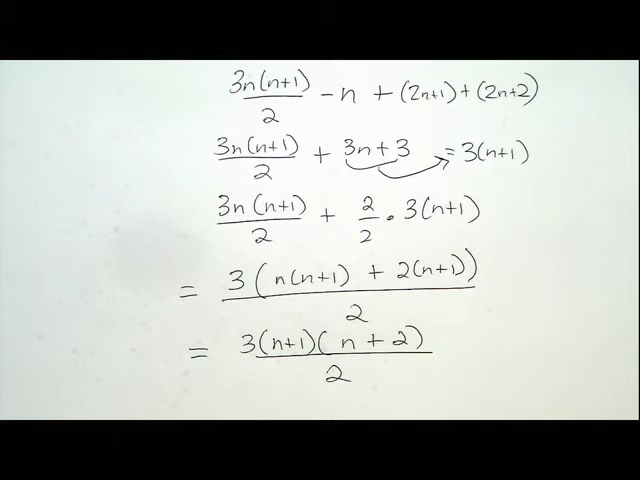 3n(n+1)/2 - n + (2n+1) + (2n+2)
3n(n+1)/2 + 3n + 3 = 3(n+1)
3n(n+1)/2 + 2/2 • 3(n+1)
= 3(n(n+1) + 2(n+1))/2
= 3(n+1)(n+2)/2